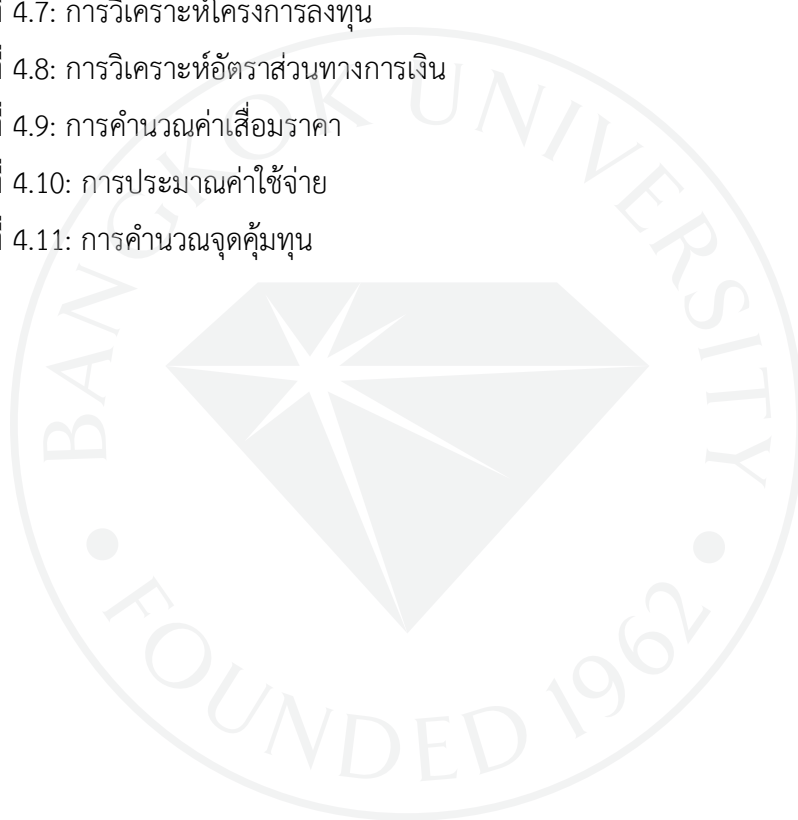 ที่ 4.7: การวิเคราะห์โครงการลงทุน
ที่ 4.8: การวิเคราะห์อัตราส่วนทางการเงิน
ที่ 4.9: การคำนวณค่าเสื่อมราคา
ที่ 4.10: การประมาณค่าใช้จ่าย
ที่ 4.11: การคำนวณจุดคุ้มทุน
BANGKOK UNIVERSITY
FOUNDED 1962